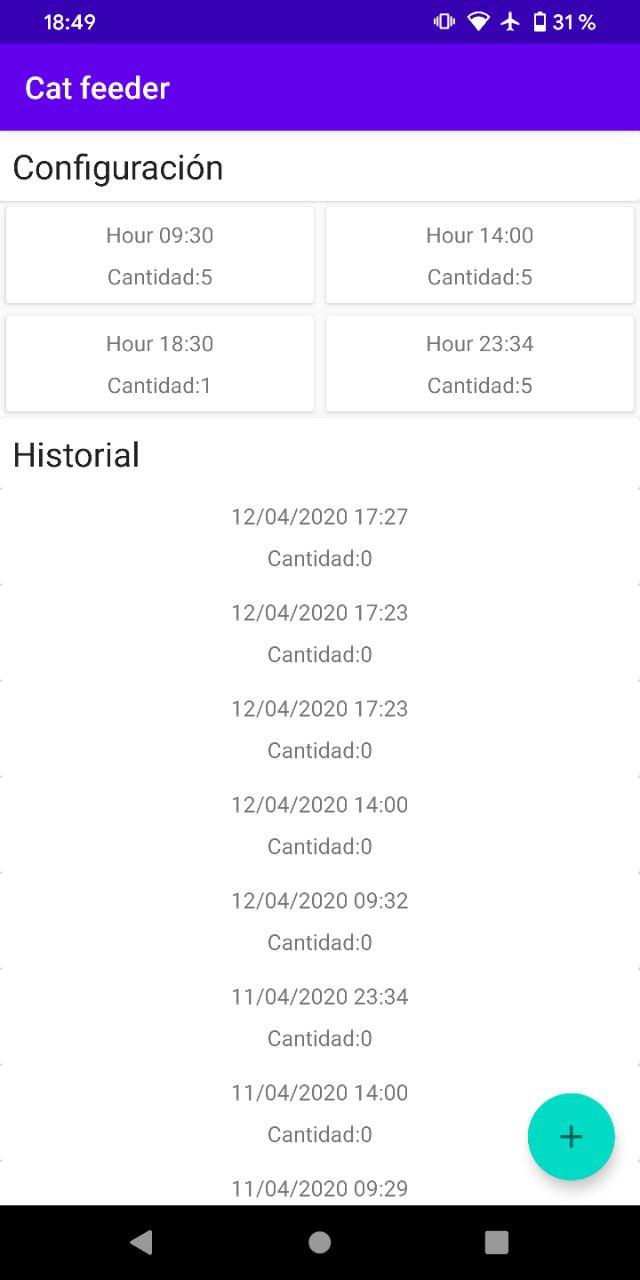 18:49
31 %
Cat feeder
Configuración
Hour 09:30
Cantidad:5
Hour 14:00
Cantidad:5
Hour 18:30
Cantidad:1
Hour 23:34
Cantidad:5
Historial
12/04/2020 17:27
Cantidad:0
12/04/2020 17:23
Cantidad:0
12/04/2020 17:23
Cantidad:0
12/04/2020 14:00
Cantidad:0
12/04/2020 09:32
Cantidad:0
11/04/2020 23:34
Cantidad:0
11/04/2020 14:00
Cantidad:0
11/04/2020 09:29